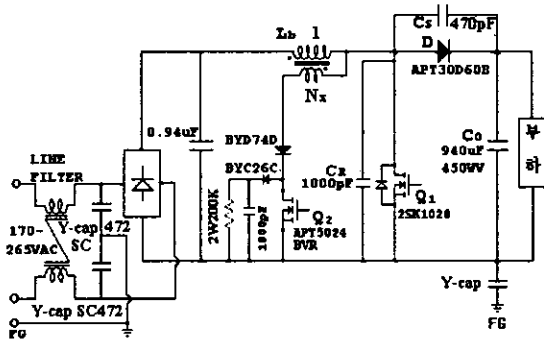 Cs 470pF
Lb 1
D
APT30D60B
Nx
0.94uF
BYD74D
Co
940uF
450WV
부
하
LINE
FILTER
BYC26C
CR
1000pF
2W200K
1000pF
Q2
APT5024
BVR
Q1
2SK1020
170-
265VAC
Y-cap 472
SC
Y-cap
Y-cap SC472
FG
FG